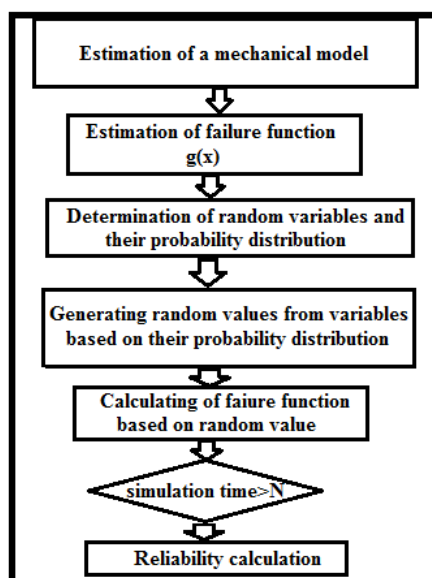 Estimation of a mechanical model
Estimation of failure function
g(x)
Determination of random variables and
their probability distribution
Generating random values from variables
based on their probability distribution
Calculating of faiure function
based on random value
simulation time>N
Reliability calculation